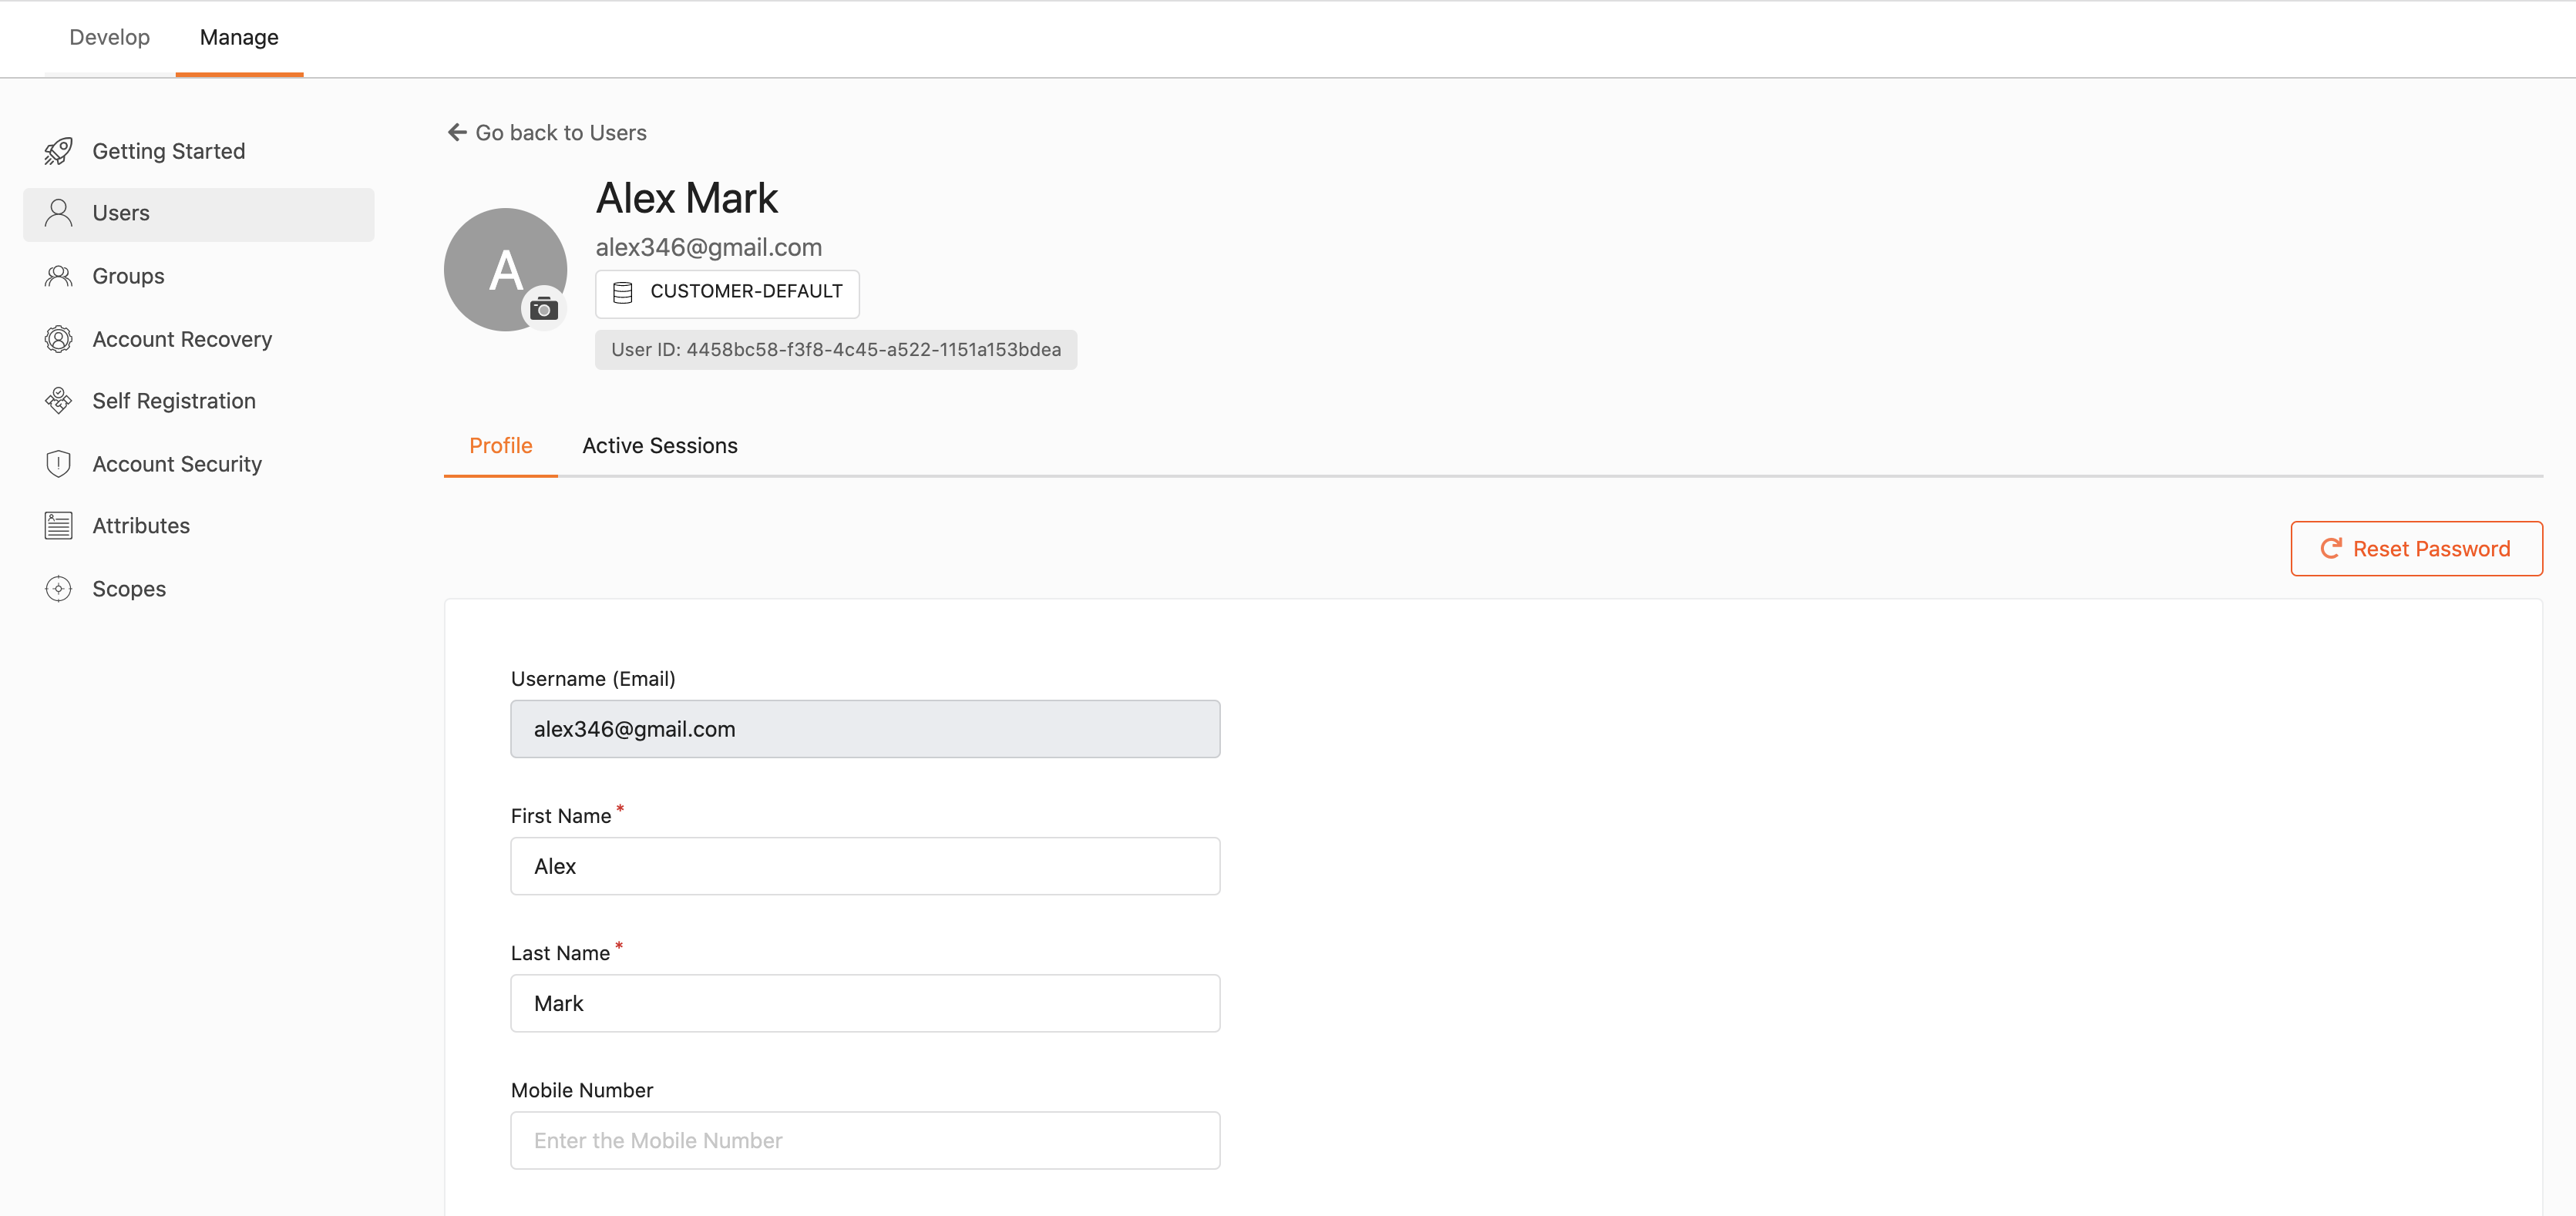 Develop
Manage
Getting Started
Users
Groups
Account Recovery
Self Registration
Account Security
Attributes
Scopes
Go back to Users
A
Alex Mark
alex346@gmail.com
CUSTOMER-DEFAULT
User ID: 4458bc58-f3f8-4c45-a522-1151a153bdea
Profile
Active Sessions
Reset Password
Username (Email)
alex346@gmail.com
First Name *
Alex
Last Name *
Mark
Mobile Number
Enter the Mobile Number